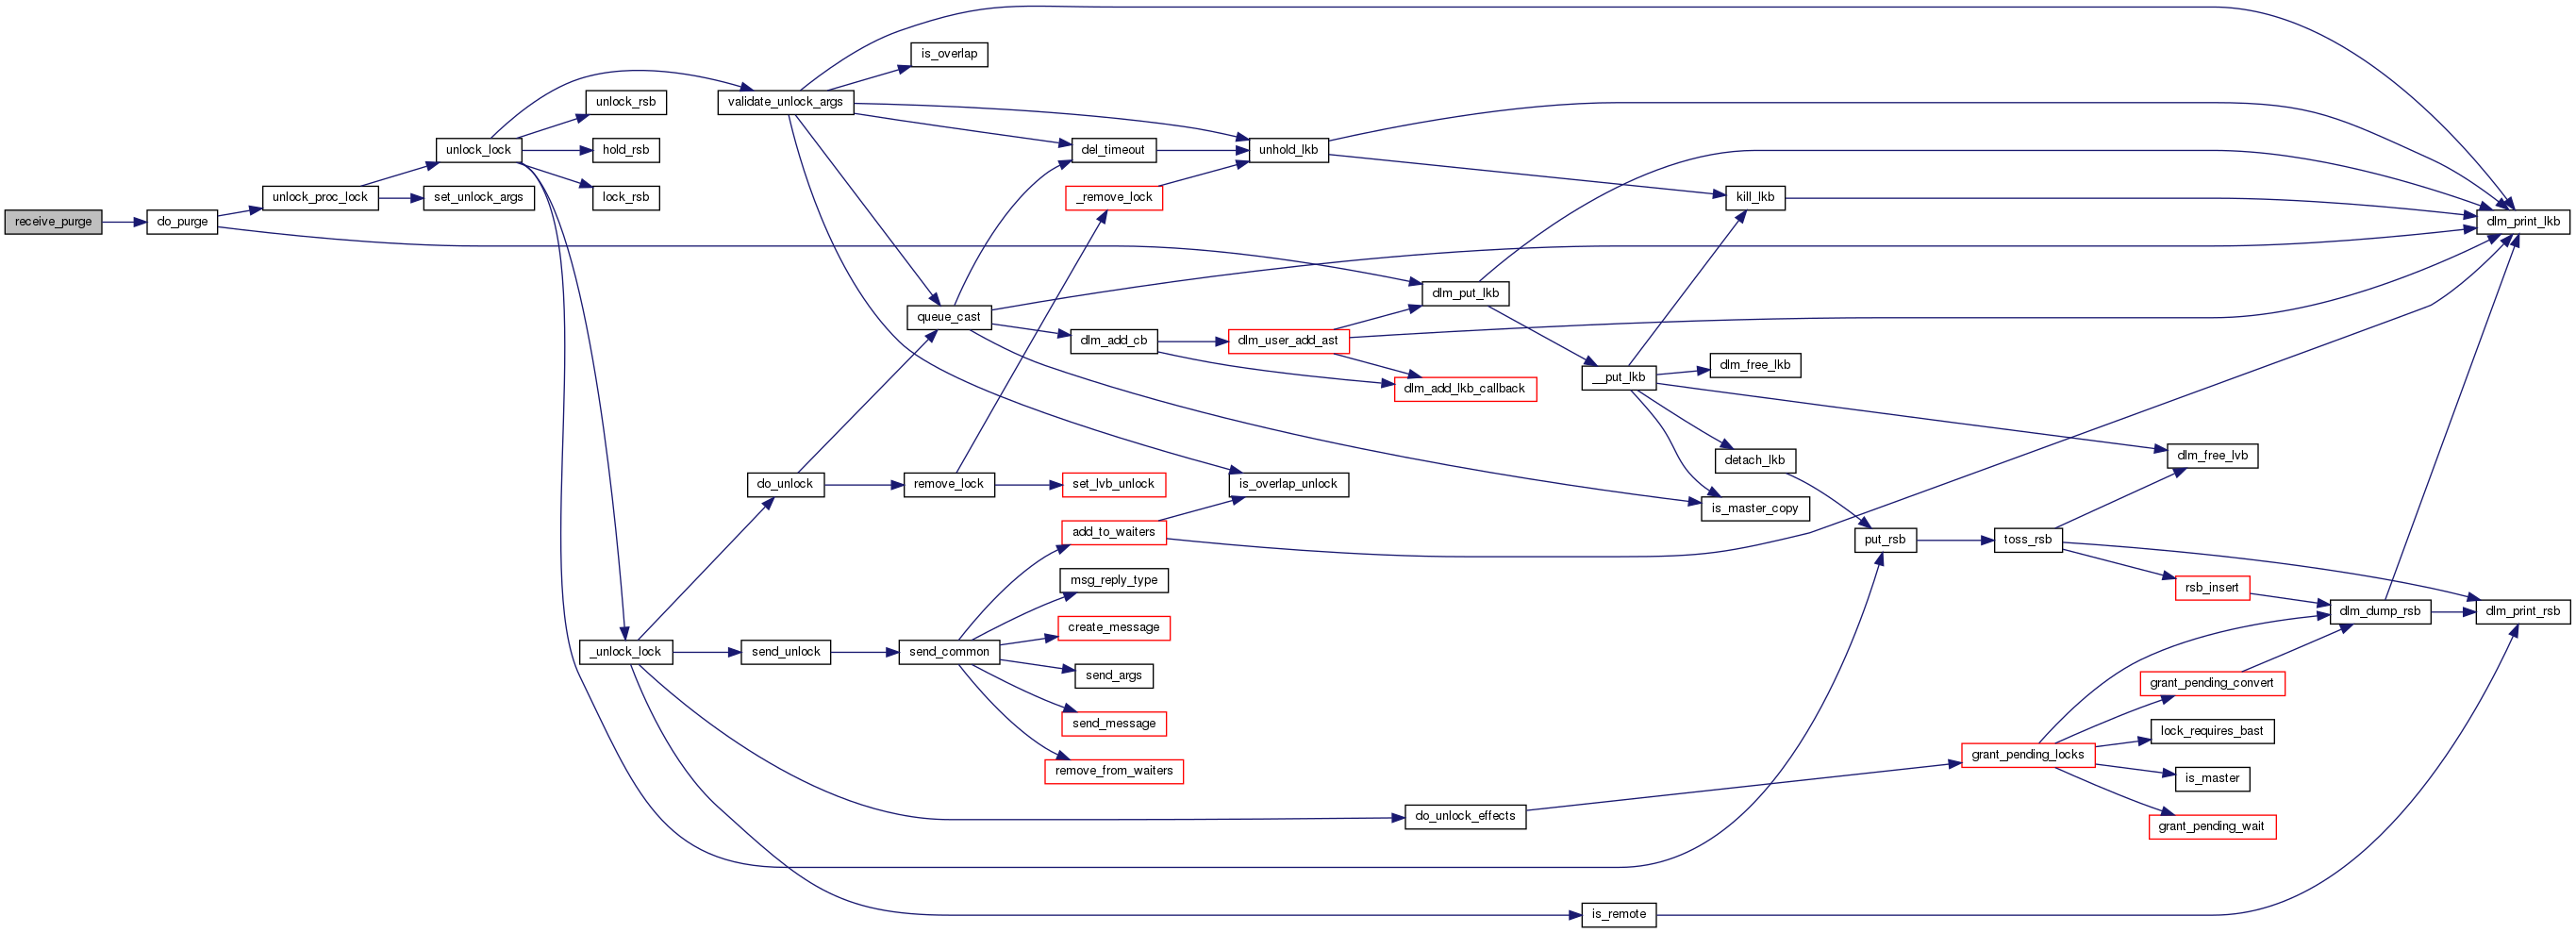 receive_purge
do_purge
unlock_proc_lock
unlock_lock
set_unlock_args
unlock_rsb
hold_rsb
lock_rsb
_unlock_lock
validate_unlock_args
do_unlock
send_unlock
is_overlap
queue_cast
remove_lock
send_common
del_timeout
_remove_lock
dlm_add_cb
set_lvb_unlock
add_to_waiters
msg_reply_type
create_message
send_args
send_message
remove_from_waiters
unhold_lkb
dlm_user_add_ast
is_overlap_unlock
dlm_put_lkb
dlm_add_lkb_callback
do_unlock_effects
__put_lkb
is_remote
kill_lkb
dlm_free_lkb
detach_lkb
is_master_copy
put_rsb
toss_rsb
grant_pending_locks
dlm_free_lvb
rsb_insert
grant_pending_convert
lock_requires_bast
is_master
grant_pending_wait
dlm_dump_rsb
dlm_print_lkb
dlm_print_rsb